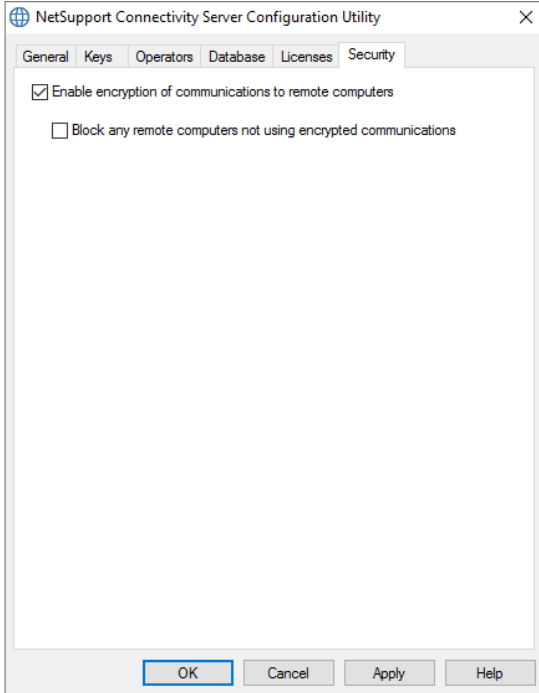 NetSupport Connectivity Server Configuration Utility
General Keys Operators Database Licenses Security
Enable encryption of communications to remote computers
Block any remote computers not using encrypted communications
OK Cancel Apply Help